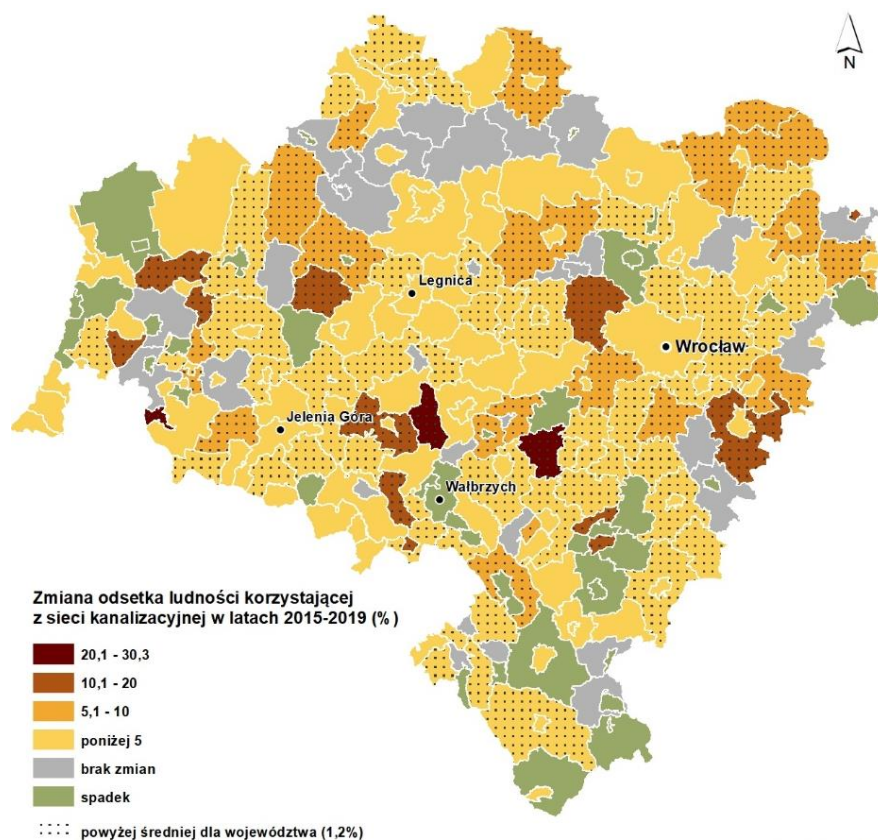 N
Legnica
Wrocław
Jelenia Góra
Wałbrzych
Zmiana odsetka ludności korzystającej
z sieci kanalizacyjnej w latach 2015-2019 (%)
20,1 - 30,3
10,1 - 20
5,1 - 10
poniżej 5
brak zmian
spadek
powyżej średniej dla województwa (1,2%)